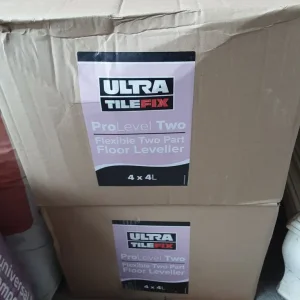 ULTRA
TILEFIX
ProLevel Two
Flexible Two Part
Floor Leveller
4 x 4L
ULTRA
TILEFIX
ProLevel Two
Flexible Two Part
Floor Leveller
4 x 4L
Universal